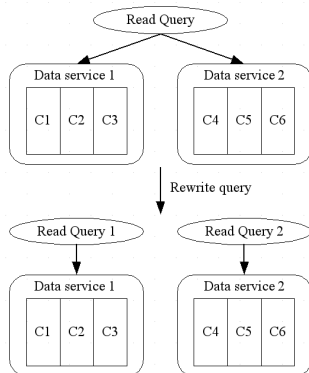 Read Query
Data service 1 Data service 2
C1 C2 C3 C4 C5 C6
Rewrite query
Read Query 1 Read Query 2
Data service 1 Data service 2
C1 C2 C3 C4 C5 C6